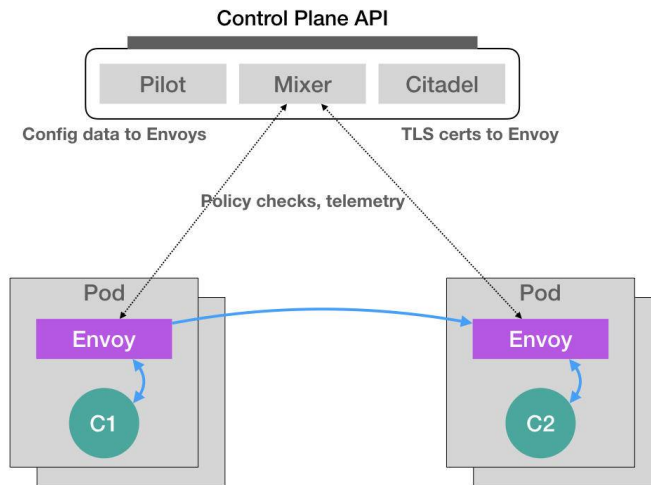 Control Plane API
Pilot
Mixer
Citadel
Config data to Envoys
TLS certs to Envoy
Policy checks, telemetry
Pod
Pod
Envoy
Envoy
C1
C2